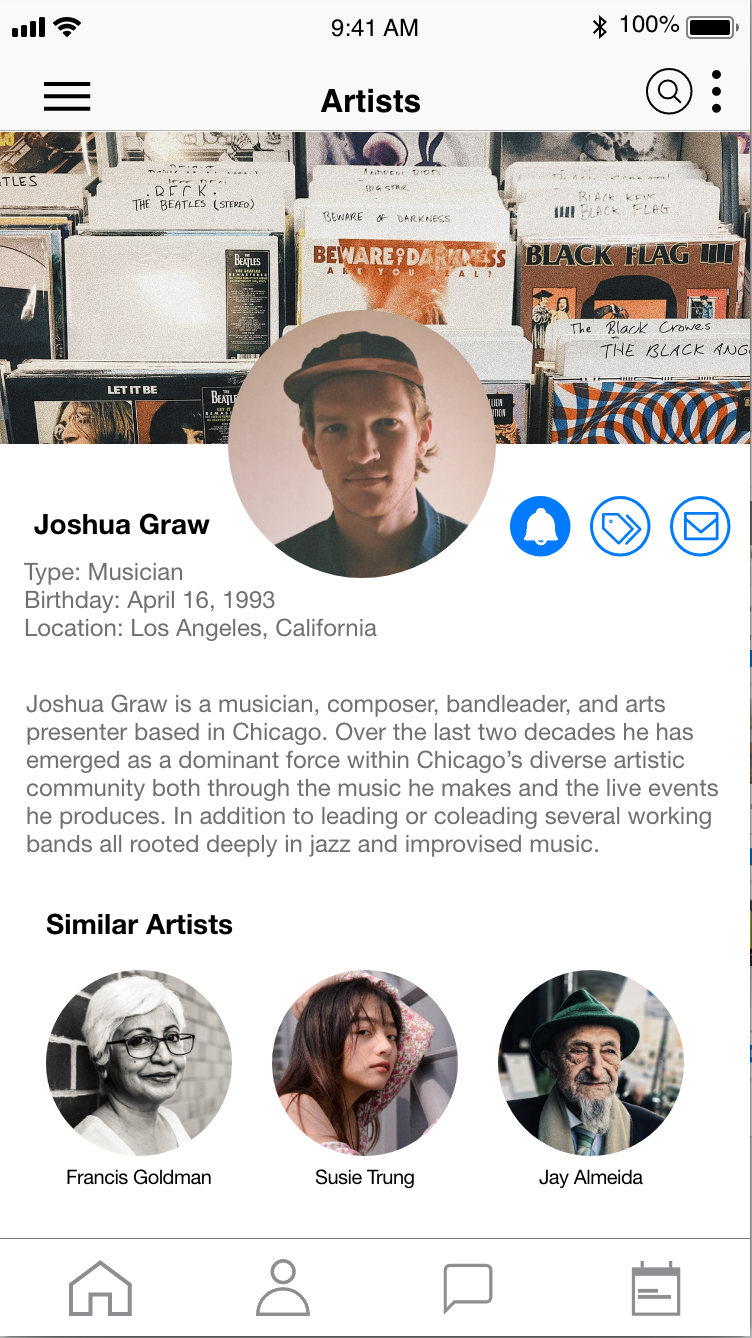 9:41 AM
100%
Artists
TLES
THE BEATLES (STEREO)
BIG STAR
BEWARE OF DARKNESS
BLACK FLAG
BEATLES
BEWARE OF DARKNESS
ARE YOU REAL?
BLACK FLAG
The Black Crowes
THE BLACK ANG
LET IT BE
Joshua Graw
Type: Musician
Birthday: April 16, 1993
Location: Los Angeles, California
Joshua Graw is a musician, composer, bandleader, and arts
presenter based in Chicago. Over the last two decades he has
emerged as a dominant force within Chicago’s diverse artistic
community both through the music he makes and the live events
he produces. In addition to leading or coleading several working
bands all rooted deeply in jazz and improvised music.
Similar Artists
Francis Goldman
Susie Trung
Jay Almeida